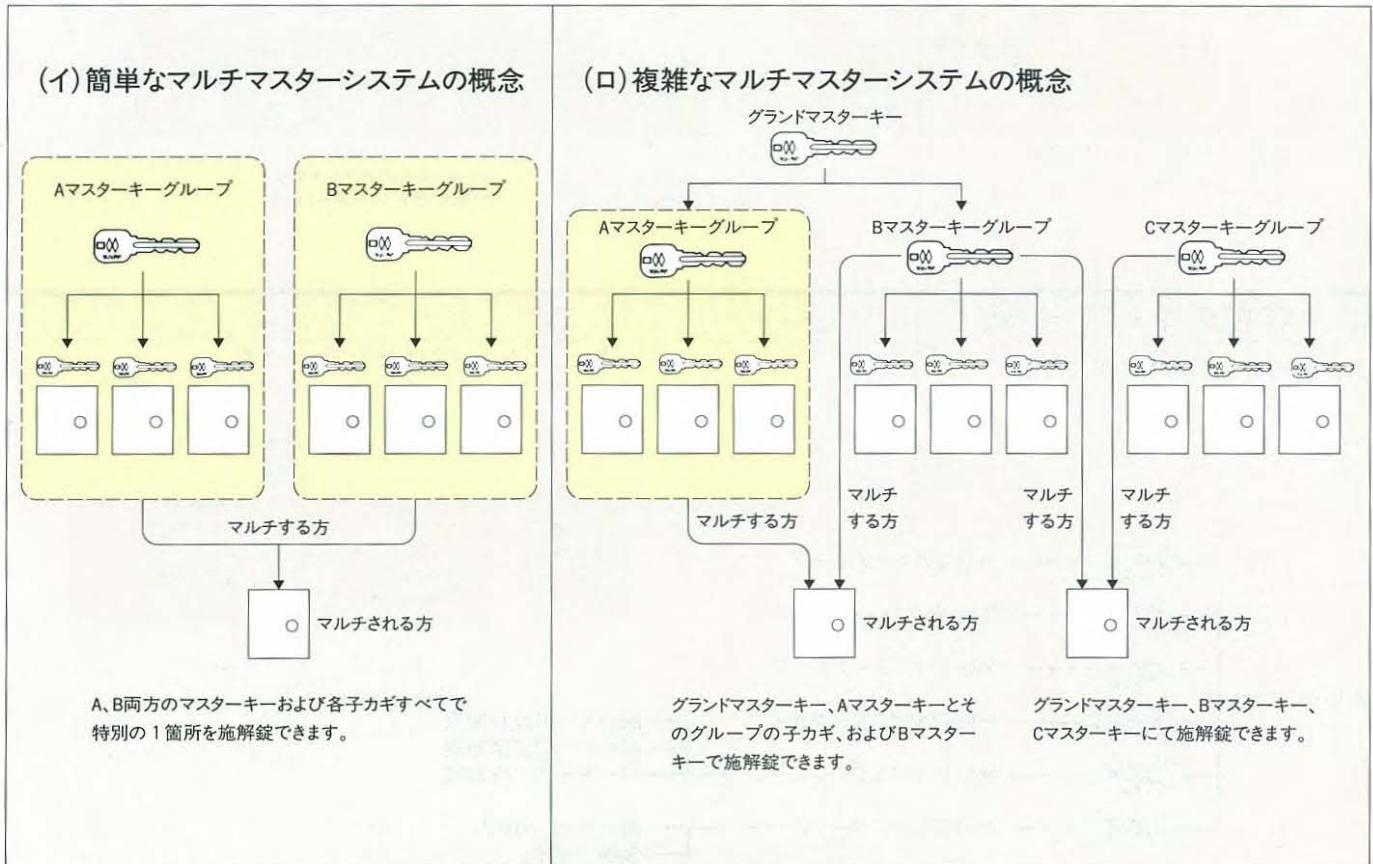 (イ)簡単なマルチマスターシステムの概念
Aマスターキーグループ
Bマスターキーグループ
マルチする方
マルチされる方
A、B両方のマスターキーおよび各子カギすべてで
特別の1箇所を施解錠できます。
(ロ)複雑なマルチマスターシステムの概念
グランドマスターキー
Aマスターキーグループ
Bマスターキーグループ
Cマスターキーグループ
マルチする方
マルチ
する方
マルチ
する方
マルチ
する方
マルチされる方
マルチされる方
グランドマスターキー、Aマスターキーとそ
のグループの子カギ、およびBマスター
キーで施解錠できます。
グランドマスターキー、Bマスターキー、
Cマスターキーにて施解錠できます。